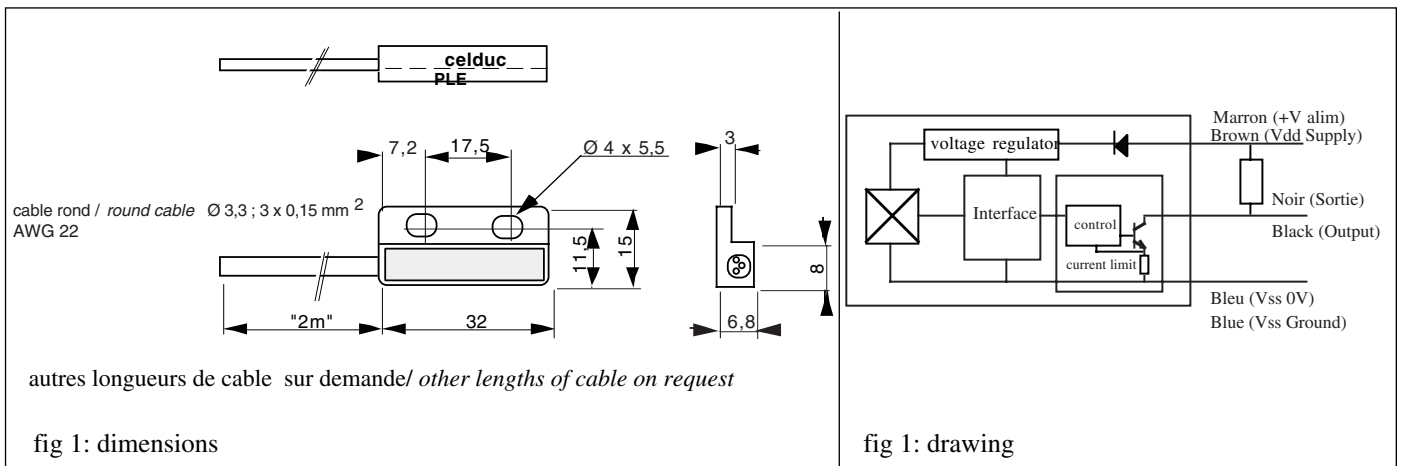 celduc
PLE
7,2
17,5
Ø 4 x 5,5
3
cable rond / round cable Ø 3,3 ; 3 x 0,15 mm 2
AWG 22
11,5
15
8
"2m"
32
6,8
autres longueurs de cable sur demande/ other lengths of cable on request
fig 1: dimensions
Marron (+V alim)
Brown (Vdd Supply)
voltage regulator
Noir (Sortie)
Interface
control
Black (Output)
current limit
Bleu (Vss 0V)
Blue (Vss Ground)
fig 1: drawing